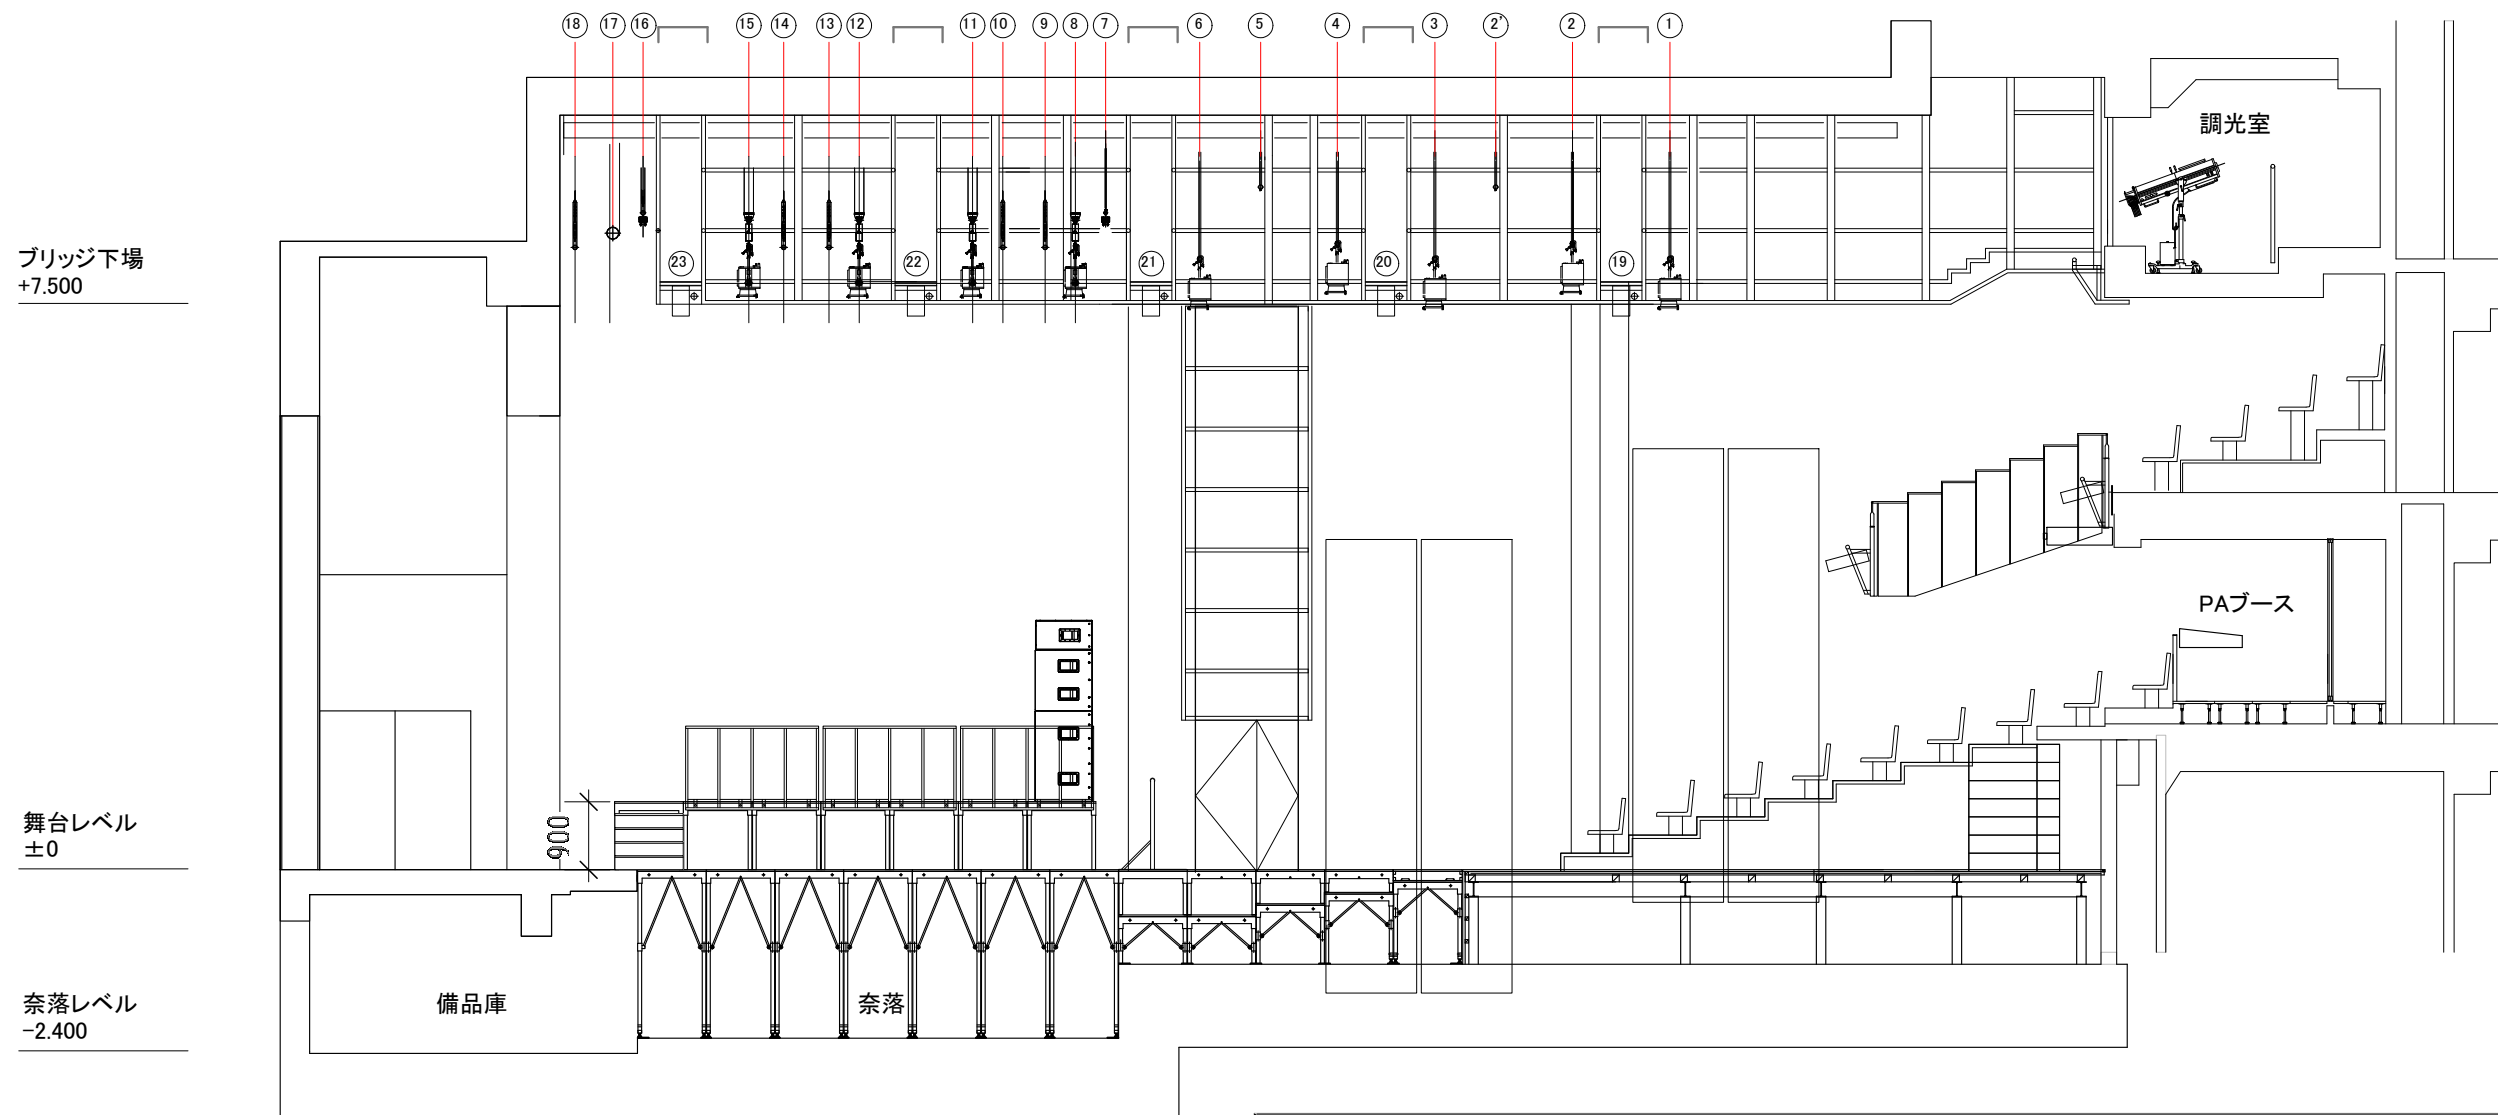 ⑱ ⑰ ⑯ ⑮ ⑭ ⑬ ⑫ ⑪ ⑩ ⑨ ⑧ ⑦ ⑥ ⑤ ④ ③ 2' ② ①
調光室
ブリッジ下場
+7.500
㉓ ㉒ ㉑ ⑳ ⑲
PAブース
舞台レベル
±0
900
奈落レベル
-2.400
備品庫
奈落